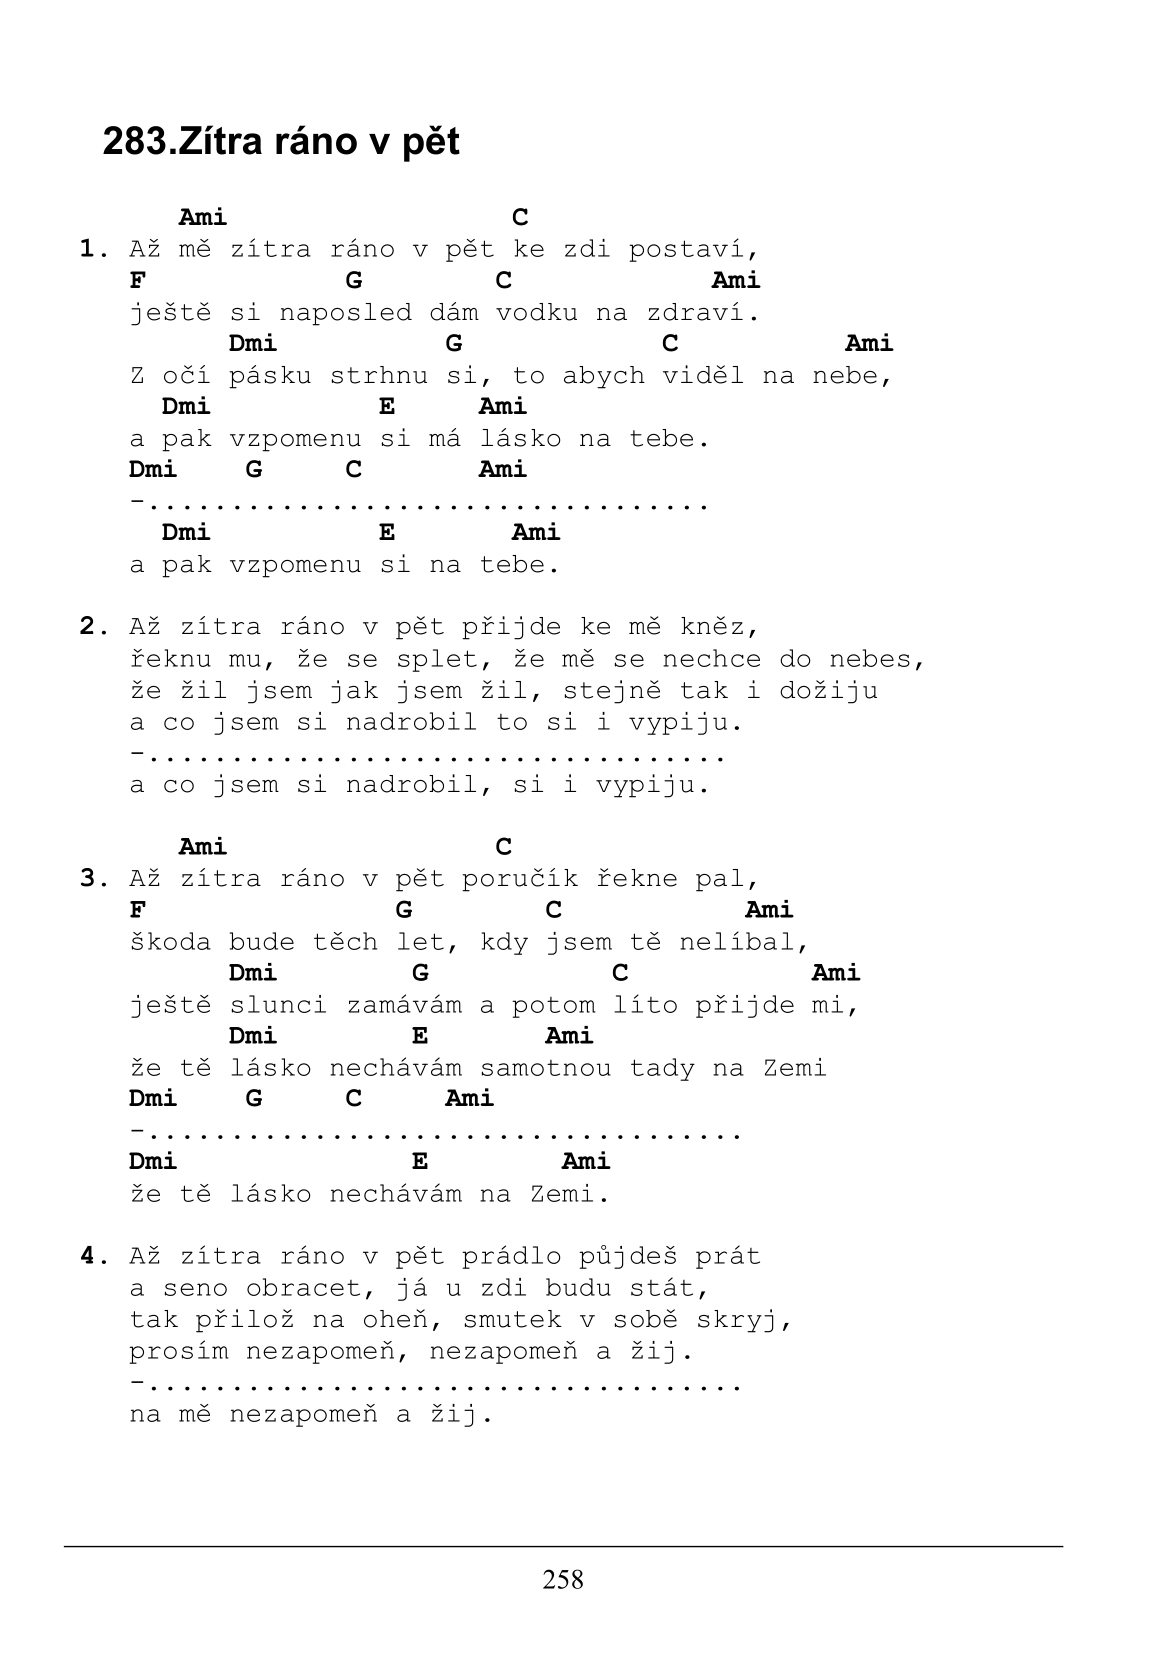 283.Zítra ráno v pět
Ami C
1. Až mě zítra ráno v pět ke zdi postaví,
F G C Ami
ještě si naposled dám vodku na zdraví.
Dmi G C Ami
Z očí pásku strhnu si, to abych viděl na nebe,
Dmi E Ami
a pak vzpomenu si má lásko na tebe.
Dmi G C Ami
-..................................
Dmi E Ami
a pak vzpomenu si na tebe.
2. Až zítra ráno v pět přijde ke mě kněz,
řeknu mu, že se splet, že mě se nechce do nebes,
že žil jsem jak jsem žil, stejně tak i dožiju
a co jsem si nadrobil to si i vypiju.
-...................................
a co jsem si nadrobil, si i vypiju.
Ami C
3. Až zítra ráno v pět poručík řekne pal,
F G C Ami
škoda bude těch let, kdy jsem tě nelíbal,
Dmi G C Ami
ještě slunci zamávám a potom líto přijde mi,
Dmi E Ami
že tě lásko nechávám samotnou tady na Zemi
Dmi G C Ami
-....................................
Dmi E Ami
že tě lásko nechávám na Zemi.
4. Až zítra ráno v pět prádlo půjdeš prát
a seno obracet, já u zdi budu stát,
tak přilož na oheň, smutek v sobě skryj,
prosím nezapomeň, nezapomeň a žij.
-....................................
na mě nezapomeň a žij.
258